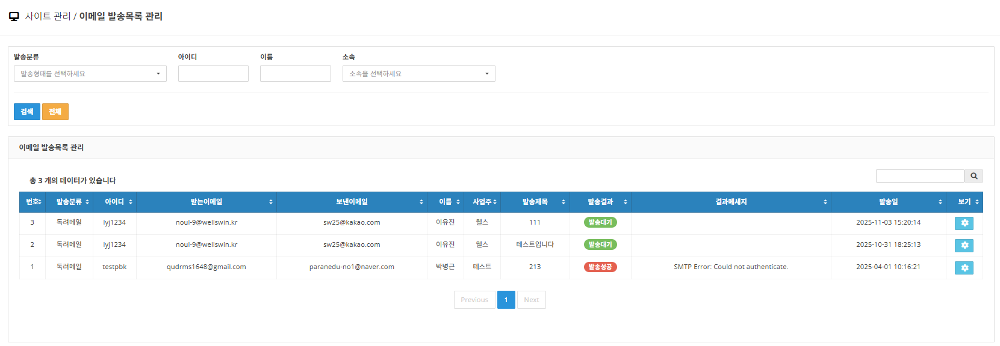 사이트 관리 / 이메일 발송목록 관리
발송분류 아이디 이름 소속
발송형태를 선택하세요 소속을 선택하세요
검색 전체
이메일 발송목록 관리
총 3 개의 데이터가 있습니다
번호 발송분류 아이디 받는이메일 보낸이메일 이름 사업주 발송제목 발송결과 결과메세지 발송일 보기
3 독려메일 lyj1234 noul-9@wellswin.kr sw25@kakao.com 이유진 웰스 111 발송대기 2025-11-03 15:20:14
2 독려메일 lyj1234 noul-9@wellswin.kr sw25@kakao.com 이유진 웰스 테스트입니다 발송대기 2025-10-31 18:25:13
1 독려메일 testpbk qudrms1648@gmail.com paranedu-no1@naver.com 박병근 테스트 213 발송성공 SMTP Error: Could not authenticate. 2025-04-01 10:16:21
Previous 1 Next